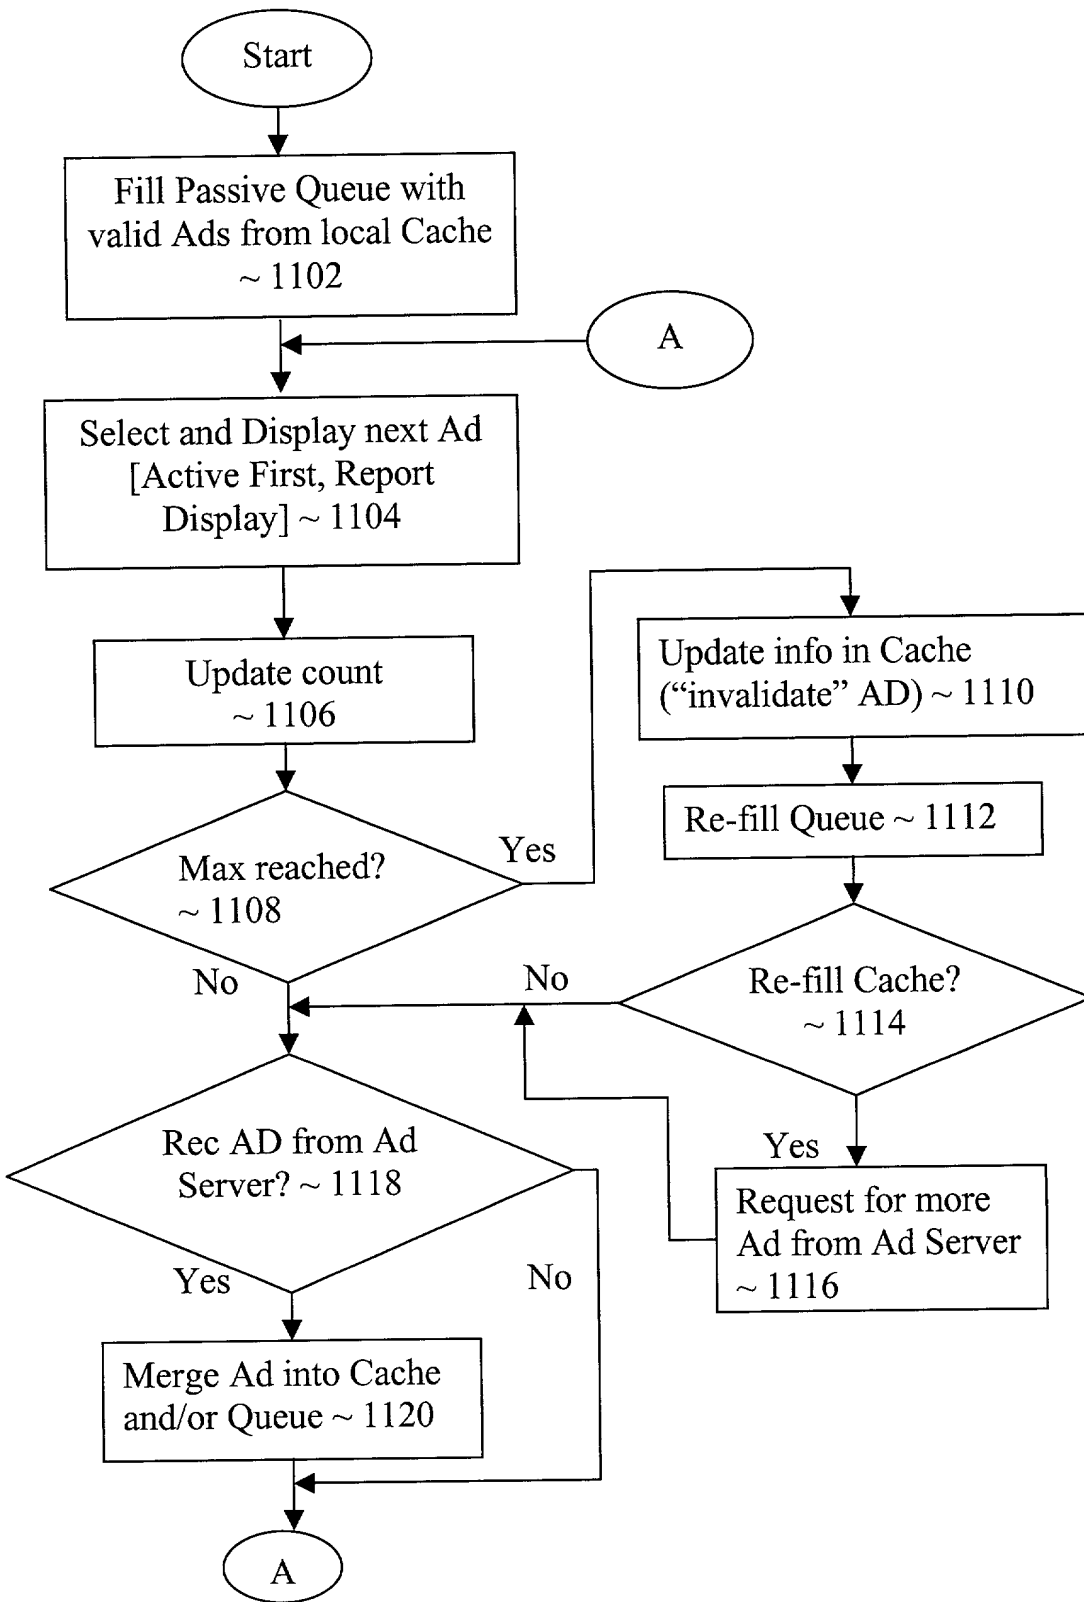 Start
Fill Passive Queue with
valid Ads from local Cache
~ 1102
A
Select and Display next Ad
[Active First, Report
Display] ~ 1104
Update count
~ 1106
Max reached?
~ 1108
Yes
No
Update info in Cache
(“invalidate” AD) ~ 1110
Re-fill Queue ~ 1112
Re-fill Cache?
~ 1114
No
Yes
Request for more
Ad from Ad Server
~ 1116
Rec AD from Ad
Server? ~ 1118
Yes
No
Merge Ad into Cache
and/or Queue ~ 1120
A